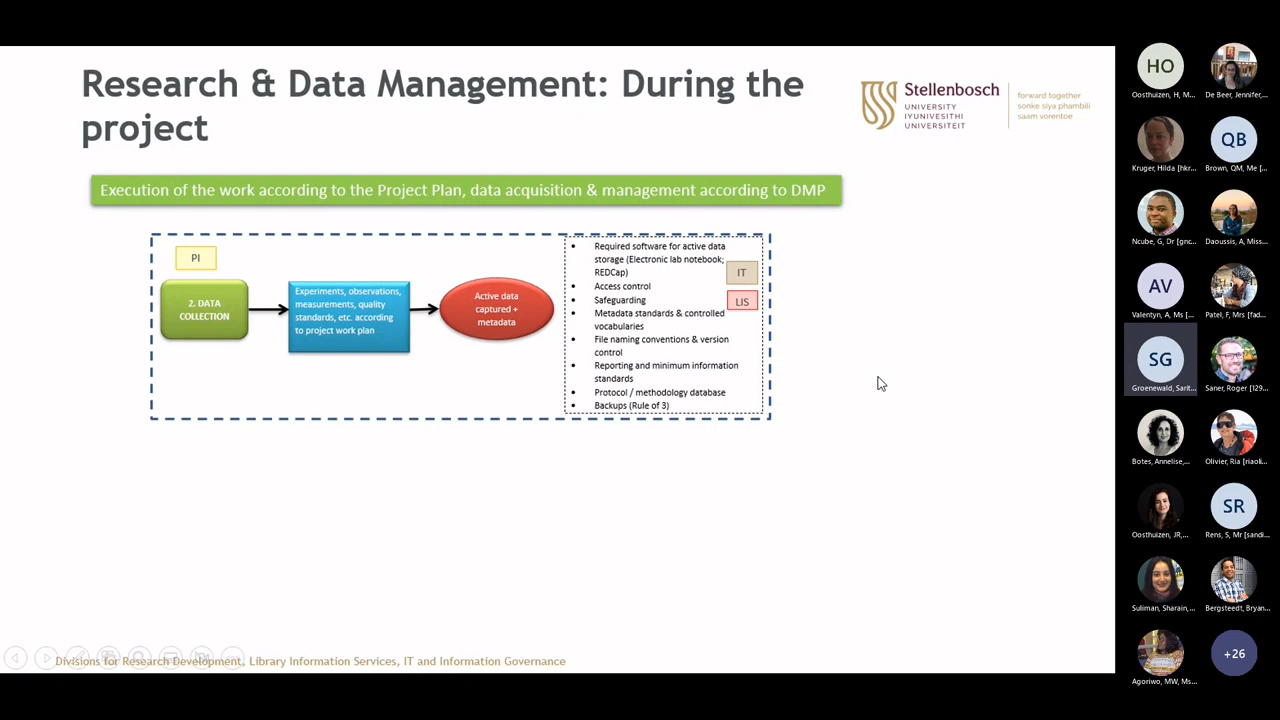 Research & Data Management: During the
project
Stellenbosch
UNIVERSITY
IYUNIVESITHI
UNIVERSITEIT
forward together
sonke siya phambili
saam vorentoe
Execution of the work according to the Project Plan, data acquisition & management according to DMP
PI
2. DATA
COLLECTION
Experiments, observations,
measurements, quality
standards, etc. according
to project work plan
Active data
captured +
metadata
• Required software for active data
storage (Electronic lab notebook;
REDCap)
• Access control
• Safeguarding
• Metadata standards & controlled
vocabularies
• File naming conventions & version
control
• Reporting and minimum information
standards
• Protocol / methodology database
• Backups (Rule of 3)
IT
LIS
Divisions for Research Development, Library Information Services, IT and Information Governance
HO
Oosthuizen, H, M...
De Beer, Jennifer,...
Kruger, Hilda [hkr...
QB
Brown, QM, Me [...
Ncube, G, Dr [gnc...
Daoussis, A, Miss...
AV
Valentyn, A, Ms [...
Patel, F, Mrs [fad...
SG
Groenewald, Sarit...
Saner, Roger [129...
Botes, Annelise,...
Olivier, Ria [riaoli...
Oosthuizen, JR,...
SR
Rens, S, Mr [sandi...
Suliman, Sharain,...
Bergsteedt, Bryan...
Agoriwo, MW, Ms...
+26